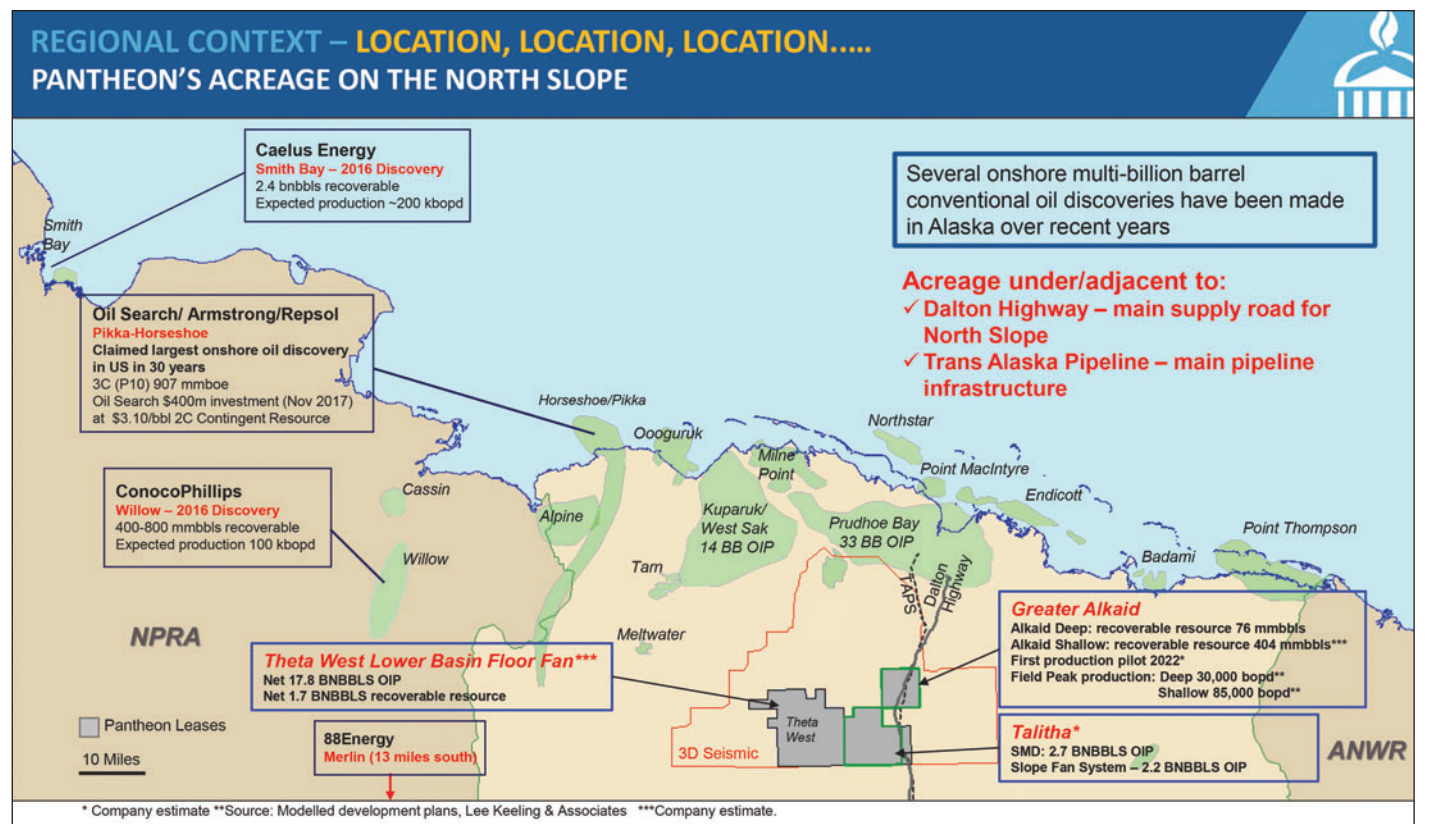 REGIONAL CONTEXT – LOCATION, LOCATION, LOCATION.....
PANTHEON'S ACREAGE ON THE NORTH SLOPE
Caelus Energy
Smith Bay – 2016 Discovery
2.4 bnbbls recoverable
Expected production ~200 kbopd
Several onshore multi-billion barrel
conventional oil discoveries have been made
in Alaska over recent years
Smith
Bay
Acreage under/adjacent to:
✓ Dalton Highway – main supply road for
North Slope
✓ Trans Alaska Pipeline – main pipeline
infrastructure
Oil Search/ Armstrong/Repsol
Pikka-Horseshoe
Claimed largest onshore oil discovery
in US in 30 years
3C (P10) 907 mmboe
Oil Search $400m investment (Nov 2017)
at $3.10/bbl 2C Contingent Resource
Horseshoe/Pikka
Oooguruk
Milne
Point
Northstar
Point MacIntyre
Endicott
Point Thompson
Badami
ConocoPhillips
Willow – 2016 Discovery
400-800 mmbbls recoverable
Expected production 100 kbopd
Cassin
Willow
Alpine
Kuparuk/
West Sak
14 BB OIP
Prudhoe Bay
33 BB OIP
Tarn
Meltwater
TAPS
Dalton
Highway
NPRA
Greater Alkaid
Alkaid Deep: recoverable resource 76 mmbbls
Alkaid Shallow: recoverable resource 404 mmbbls***
First production pilot 2022*
Field Peak production: Deep 30,000 bopd**
Shallow 85,000 bopd**
Theta West Lower Basin Floor Fan***
Net 17.8 BNBBLS OIP
Net 1.7 BNBBLS recoverable resource
Theta
West
3D Seismic
Talitha*
SMD: 2.7 BNBBLS OIP
Slope Fan System – 2.2 BNBBLS OIP
ANWR
Pantheon Leases
10 Miles
88Energy
Merlin (13 miles south)
* Company estimate **Source: Modelled development plans, Lee Keeling & Associates ***Company estimate.